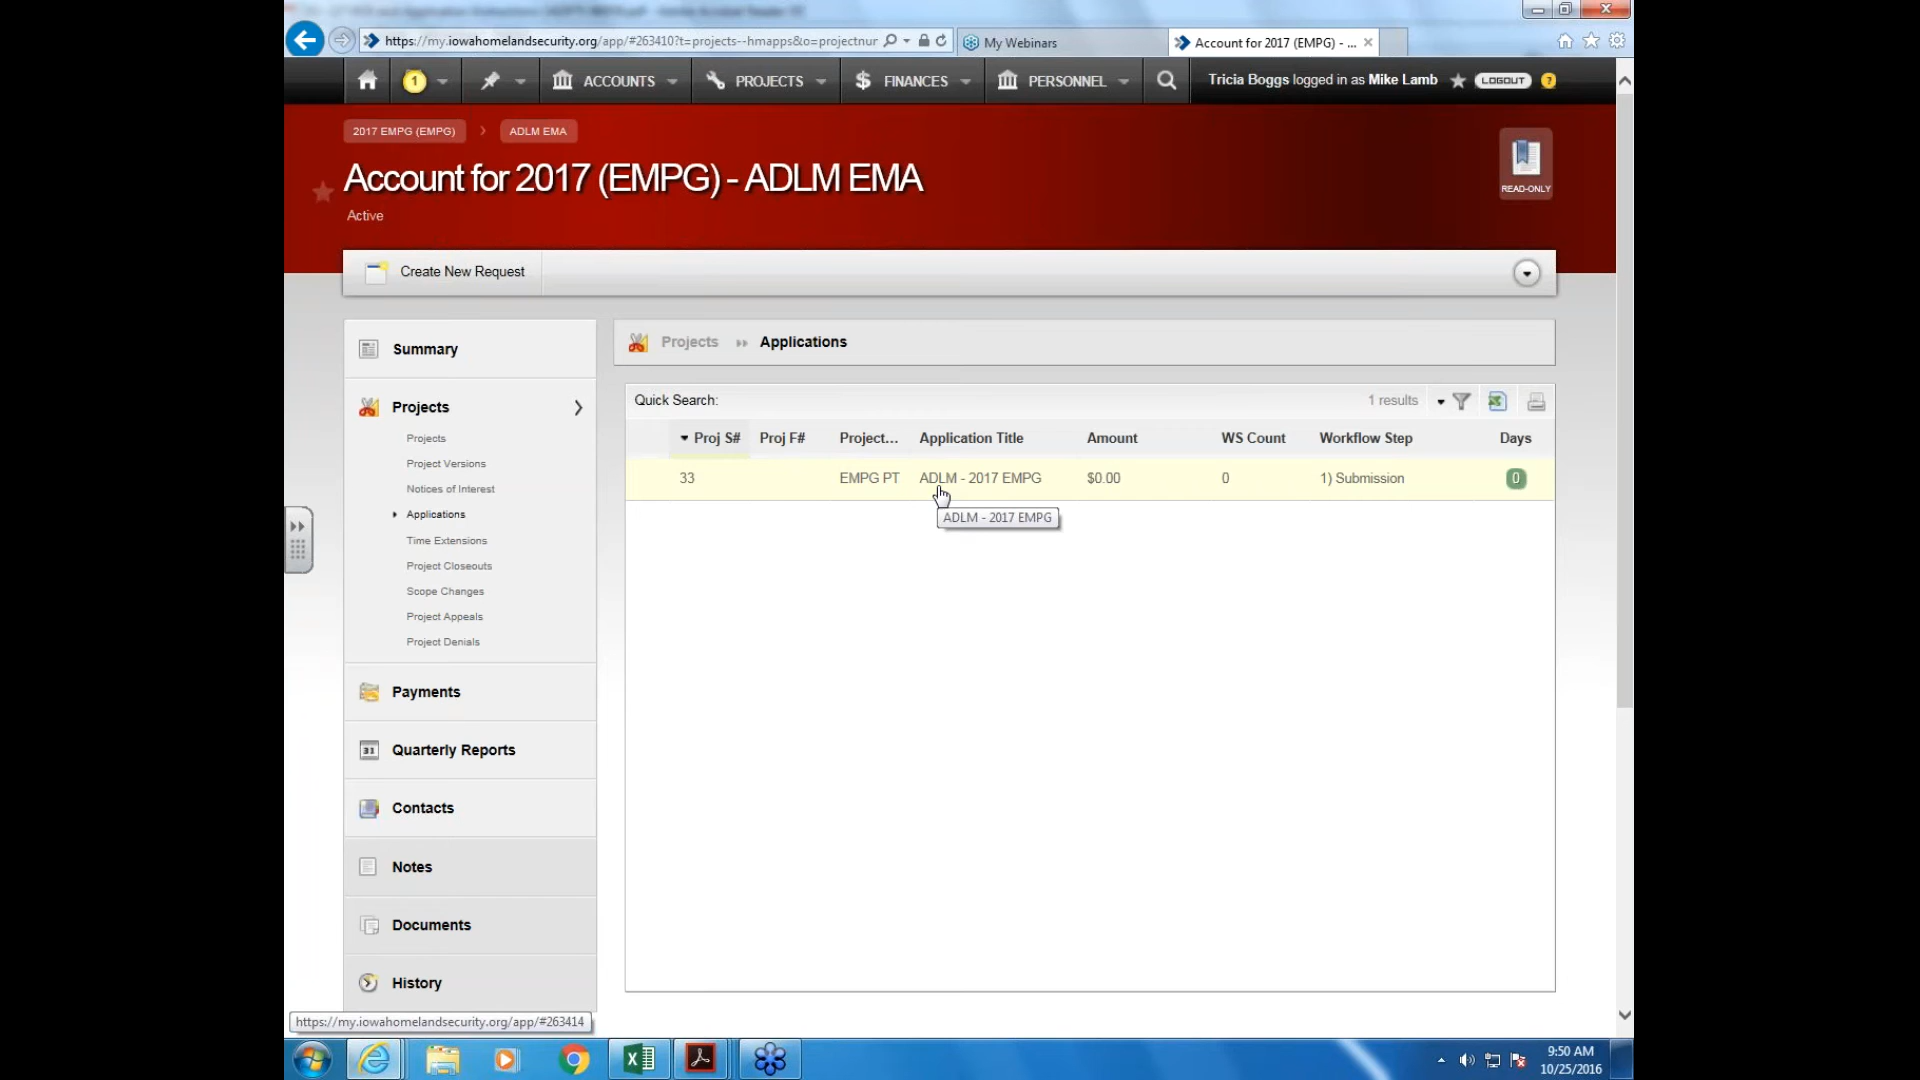 https://my.iowahomelandsecurity.org/app/#263410?t=projects--hmapps&o=projectnur
My Webinars
Account for 2017 (EMPG) - ...
1
ACCOUNTS
PROJECTS
FINANCES
PERSONNEL
Tricia Boggs logged in as Mike Lamb
LOGOUT
?
2017 EMPG (EMPG)
ADLM EMA
Account for 2017 (EMPG) - ADLM EMA
Active
READ-ONLY
Create New Request
Summary
Projects
Projects
Project Versions
Notices of Interest
Applications
Time Extensions
Project Closeouts
Scope Changes
Project Appeals
Project Denials
Payments
31 Quarterly Reports
Contacts
Notes
Documents
History
Projects Applications
Quick Search:
1 results
Proj S# Proj F# Project... Application Title Amount WS Count Workflow Step Days
33 EMPG PT ADLM - 2017 EMPG $0.00 0 1) Submission 0
ADLM - 2017 EMPG
https://my.iowahomelandsecurity.org/app/#263414
9:50 AM
10/25/2016